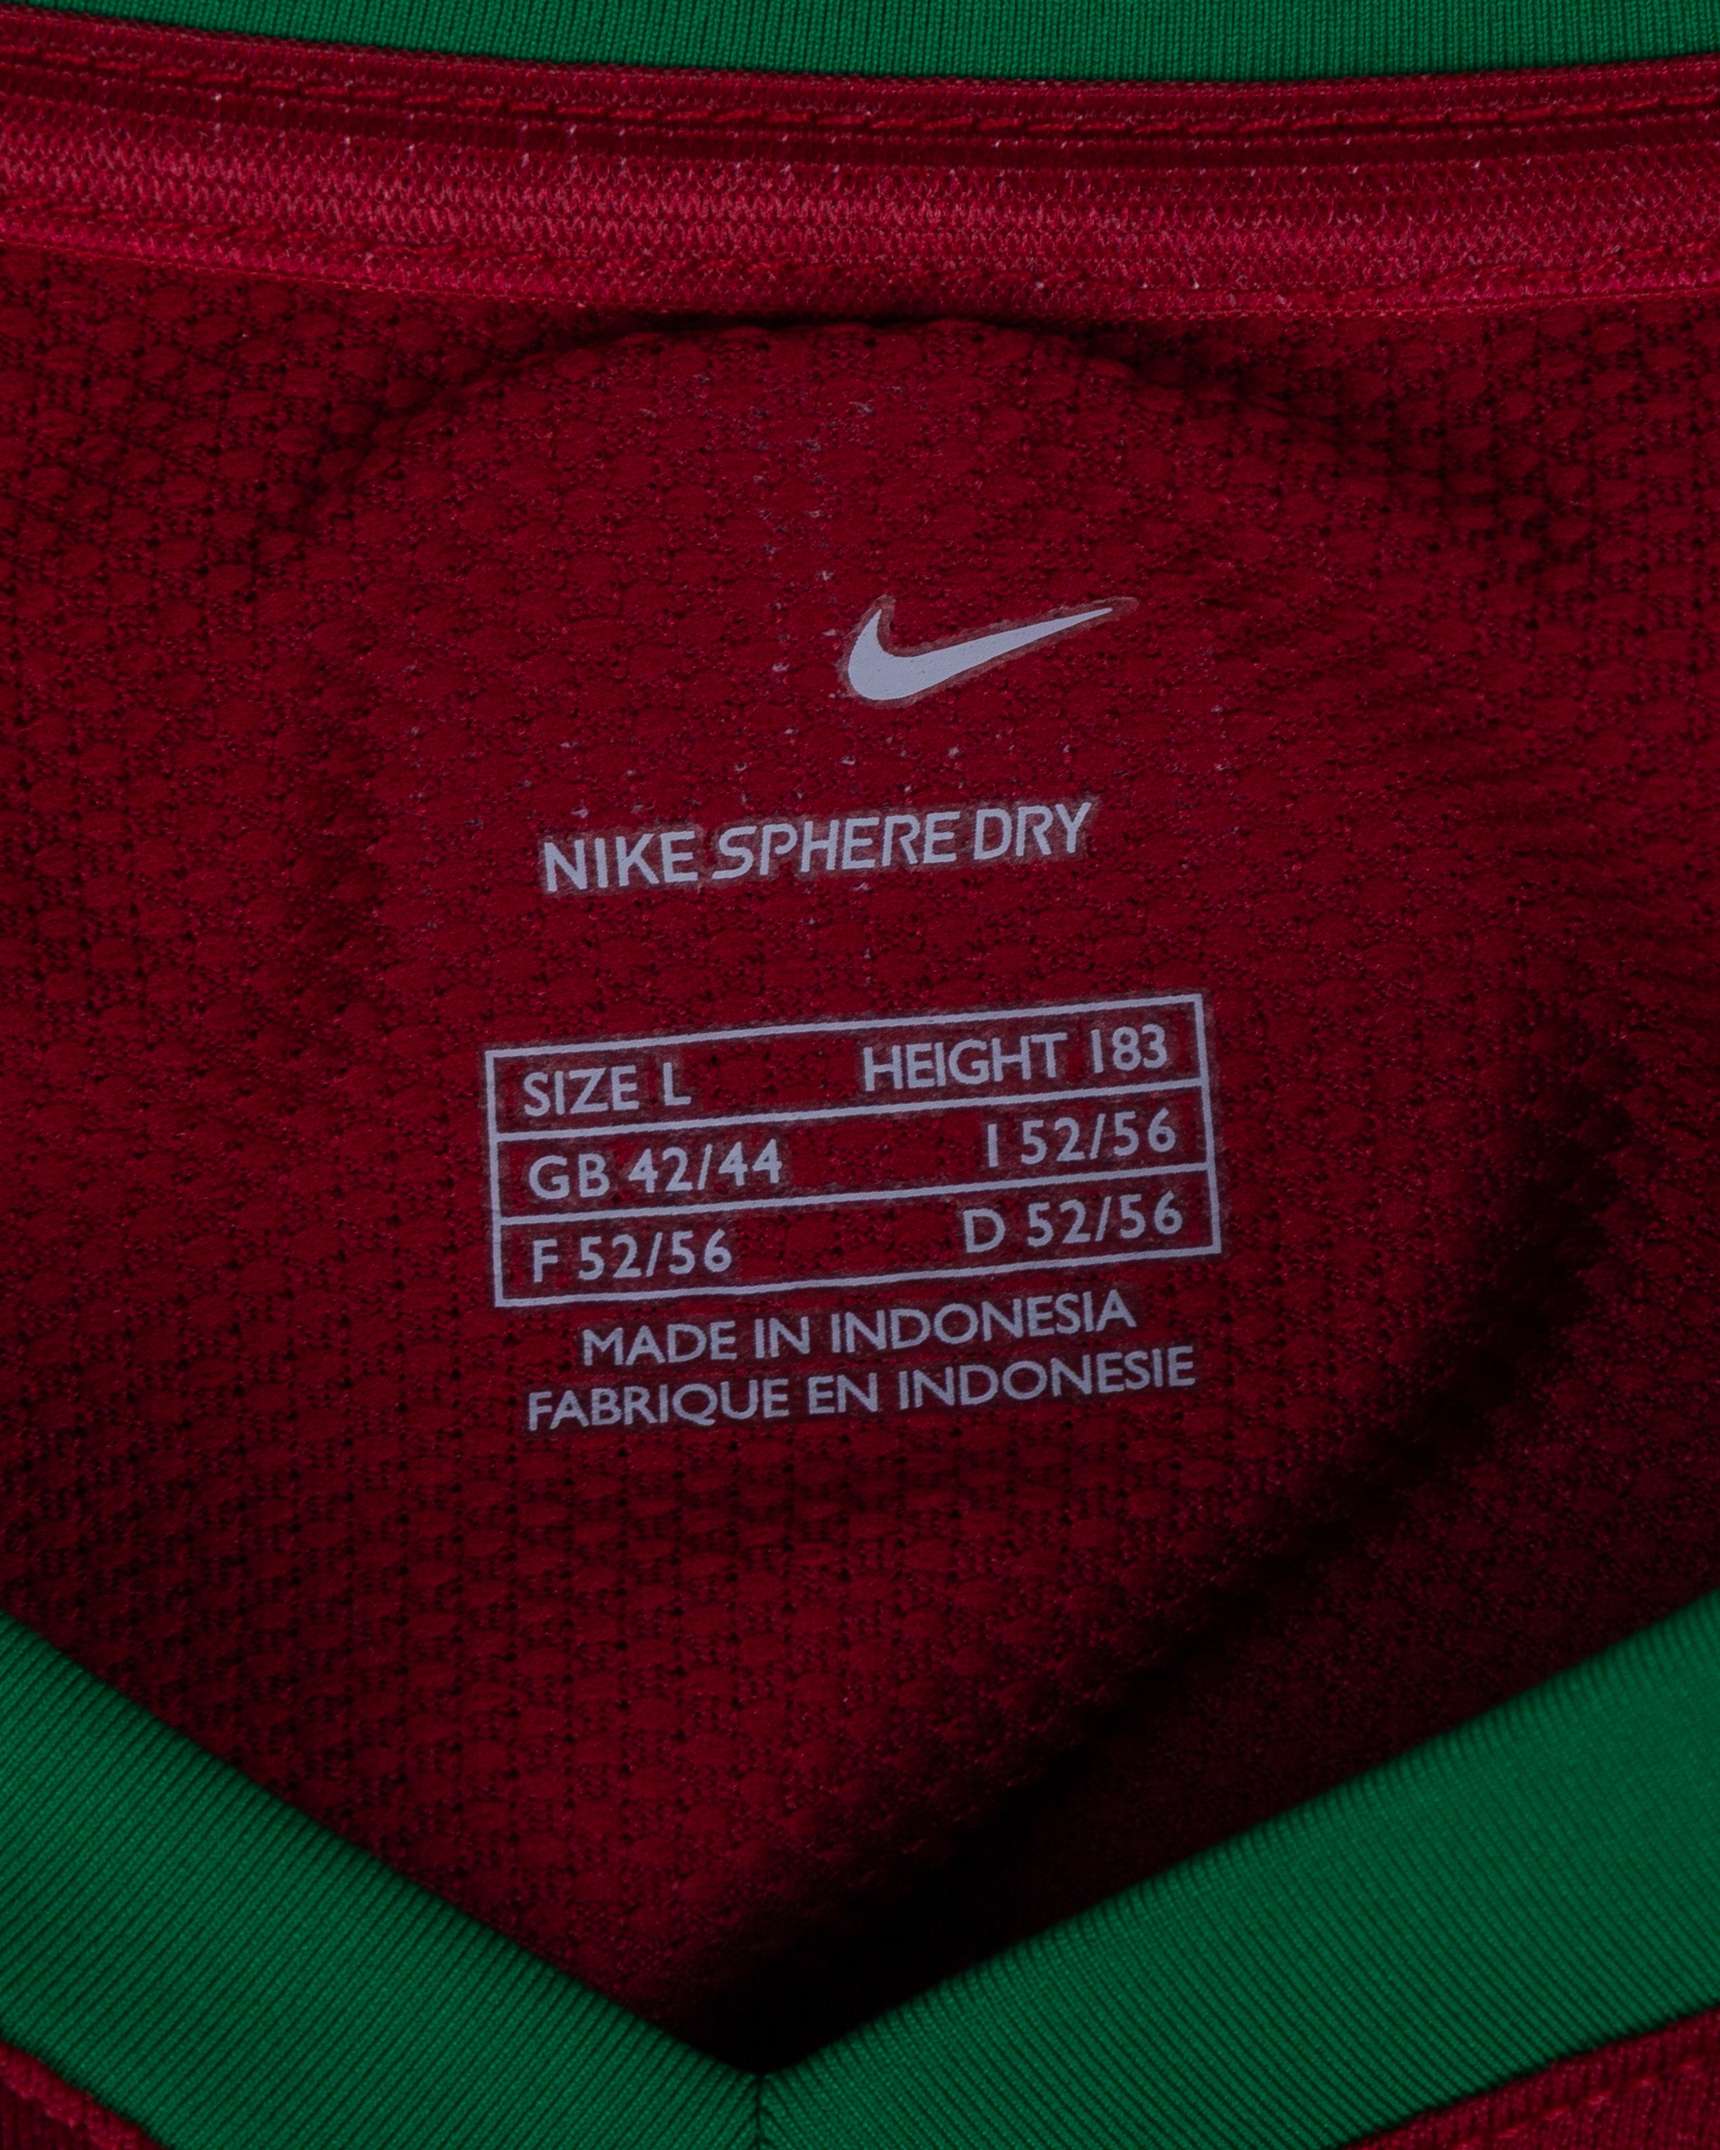 NIKE SPHERE DRY
SIZE L HEIGHT 183
GB 42/44 I 52/56
F 52/56 D 52/56
MADE IN INDONESIA
FABRIQUE EN INDONESIE